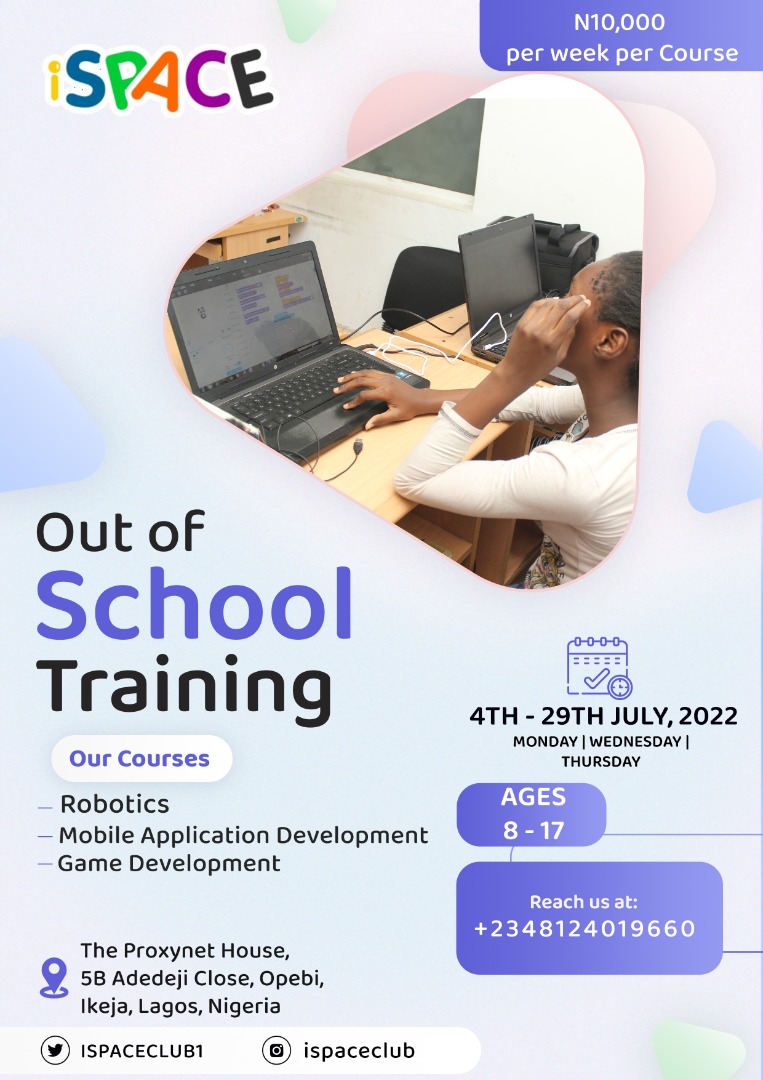 N10,000
per week per Course
iSPACE
Out of
School
Training
Our Courses
Robotics
Mobile Application Development
Game Development
4TH - 29TH JULY, 2022
MONDAY | WEDNESDAY |
THURSDAY
AGES
8 - 17
Reach us at:
+2348124019660
The Proxynet House,
5B Adedeji Close, Opebi,
Ikeja, Lagos, Nigeria
ISPACECLUB1
ispaceclub